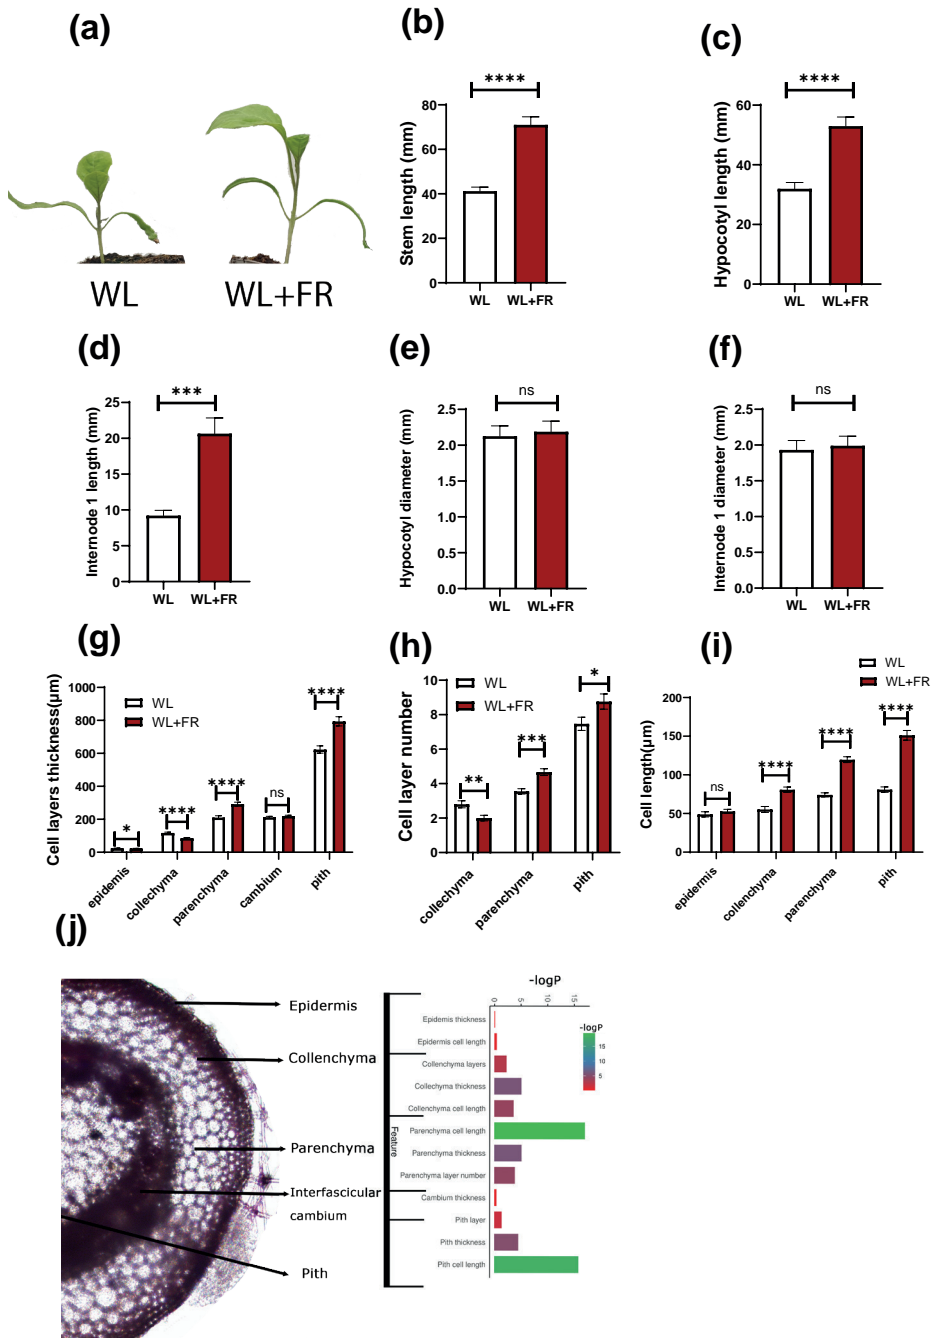 (a)
WL
WL+FR
(b)
****
Stem length (mm)
80
60
40
20
0
WL
WL+FR
(c)
****
Hypocotyl length (mm)
60
40
20
0
WL
WL+FR
(d)
***
Internode 1 length (mm)
25
20
15
10
5
0
WL
WL+FR
(e)
ns
Hypocotyl diameter (mm)
2.5
2.0
1.5
1.0
0.5
0.0
WL
WL+FR
(f)
ns
Internode 1 diameter (mm)
2.5
2.0
1.5
1.0
0.5
0.0
WL
WL+FR
(g)
Cell layers thickness(µm)
1000
800
600
400
200
0
WL
WL+FR
*
****
****
ns
****
epidemis
collechyma
parenchyma
cambium
pith
(h)
Cell layer number
10
8
6
4
2
0
WL
WL+FR
**
***
*
collechyma
parenchyma
pith
(i)
WL
WL+FR
Cell length(µm)
200
150
100
50
0
ns
****
****
****
epidemis
collenchyma
parenchyma
pith
(j)
Epidermis
Collenchyma
Parenchyma
Interfascicular
cambium
Pith
-logP
0
5
10
15
Feature
Epidermis thickness
Epidermis cell length
Collenchyma layers
Collechyma thickness
Collenchyma cell length
Parenchyma cell length
Parenchyma thickness
Parenchyma layer number
Cambium thickness
Pith layer
Pith thickness
Pith cell length
-logP
15
10
5